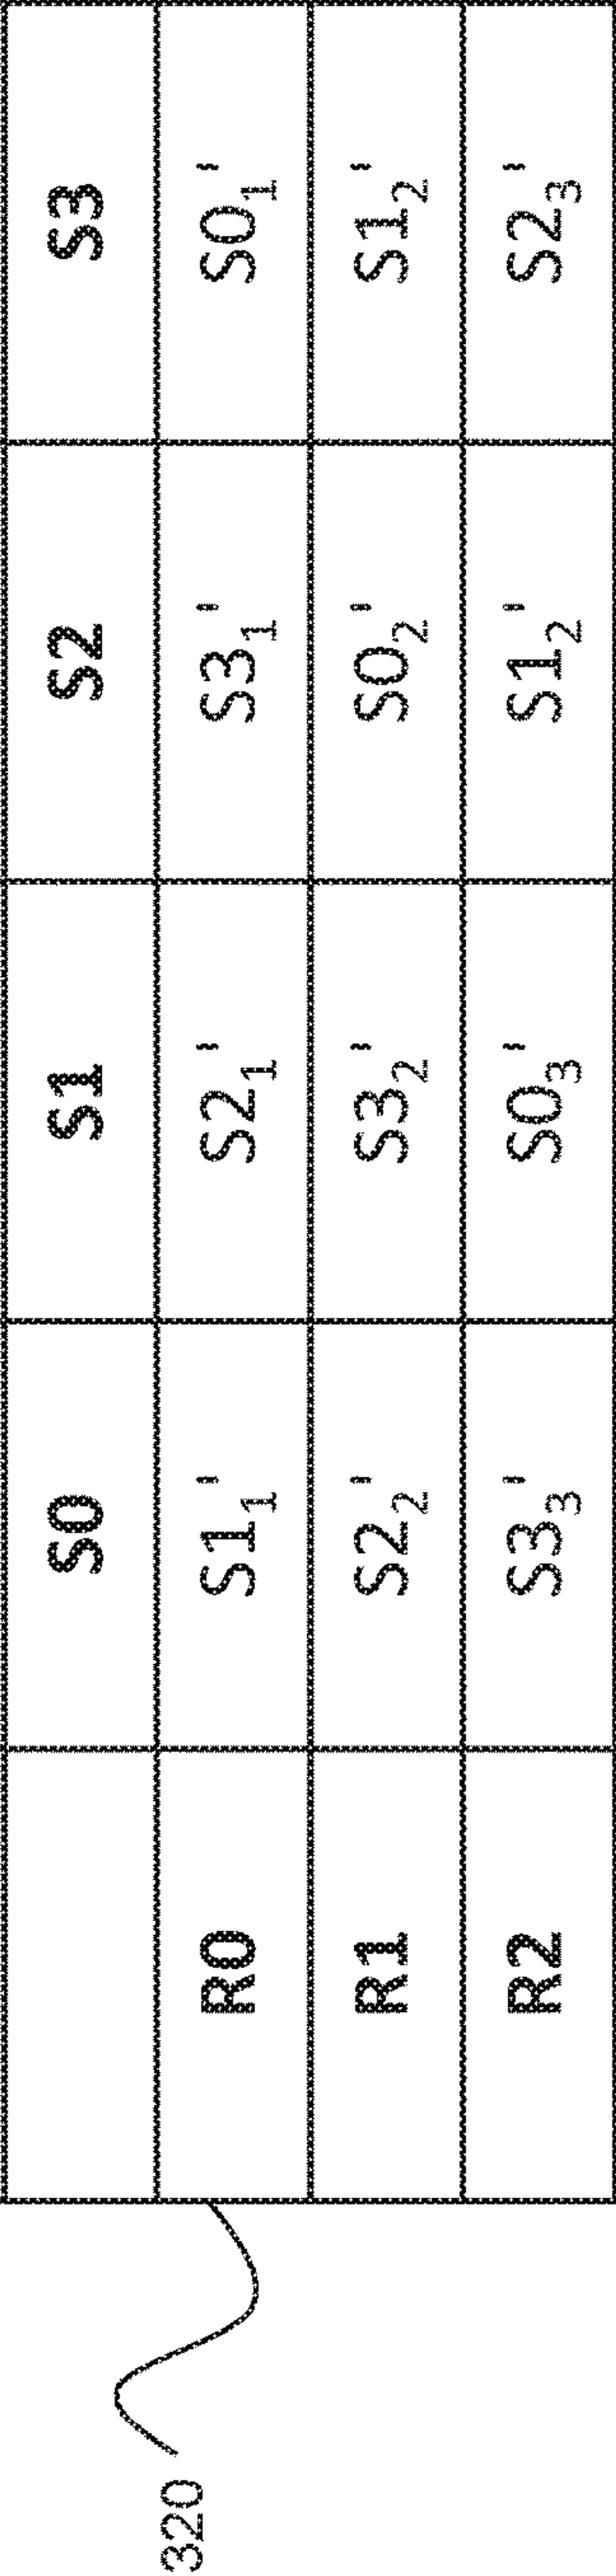 S0 S1 S2 S3
R0 S1₁' S2₁' S3₁' S0₁'
R1 S2₂' S3₂' S0₂' S1₂'
R2 S3₃' S0₃' S1₂' S2₃'
320